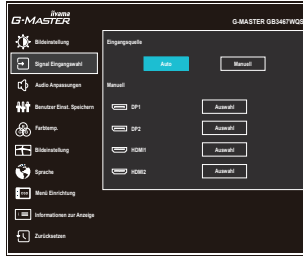 iiyama
G-MASTER
G-MASTER GB3467WQS
Bildeinstellung
Signal Eingangswahl
Audio Anpassungen
Benutzer Einst. Speichern
Farbtemp.
Bildeinstellung
Sprache
Menü Einrichtung
Informationen zur Anzeige
Zurücksetzen
Eingangsquelle
Auto
Manuell
Manuell
DP1
Auswahl
DP2
Auswahl
HDMI1
Auswahl
HDMI2
Auswahl